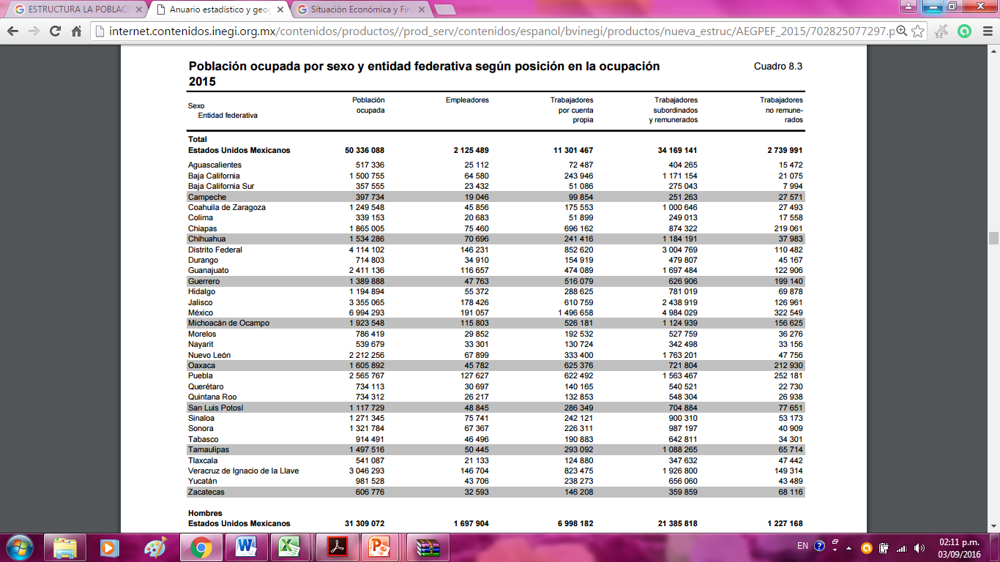 ESTRUCTURA LA POBLACI
Anuario estadístico y geog
Situación Económica y Fin
internet.contenidos.inegi.org.mx/contenidos/productos//prod_serv/contenidos/espanol/bvinegi/productos/nueva_estruc/AEGPEF_2015/702825077297.p
Población ocupada por sexo y entidad federativa según posición en la ocupación Cuadro 8.3
2015
Sexo
Entidad federativa
Población
ocupada
Empleadores
Trabajadores
por cuenta
propia
Trabajadores
subordinados
y remunerados
Trabajadores
no remune-
rados
Total
Estados Unidos Mexicanos 50 336 088 2 125 489 11 301 467 34 169 141 2 739 991
Aguascalientes 517 336 25 112 72 487 404 265 15 472
Baja California 1 500 755 64 580 243 946 1 171 154 21 075
Baja California Sur 357 555 23 432 51 086 275 043 7 994
Campeche 397 734 19 046 99 854 251 263 27 571
Coahuila de Zaragoza 1 249 548 45 856 175 553 1 000 646 27 493
Colima 339 153 20 683 51 899 249 013 17 558
Chiapas 1 865 005 75 460 696 162 874 322 219 061
Chihuahua 1 534 286 70 696 241 416 1 184 191 37 983
Distrito Federal 4 114 102 146 231 852 620 3 004 769 110 482
Durango 714 803 34 910 154 919 479 807 45 167
Guanajuato 2 411 136 116 657 474 089 1 697 484 122 906
Guerrero 1 389 888 47 763 516 079 626 906 199 140
Hidalgo 1 194 894 55 372 288 625 781 019 69 878
Jalisco 3 355 065 178 426 610 759 2 438 919 126 961
México 6 994 293 191 057 1 496 658 4 984 029 322 549
Michoacán de Ocampo 1 923 548 115 803 526 181 1 124 939 156 625
Morelos 786 419 29 852 192 532 527 759 36 276
Nayarit 539 679 33 301 130 724 342 498 33 156
Nuevo León 2 212 256 67 899 333 400 1 763 201 47 756
Oaxaca 1 605 892 45 782 625 376 721 804 212 930
Puebla 2 565 767 127 627 622 492 1 563 467 252 181
Querétaro 734 113 30 697 140 165 540 521 22 730
Quintana Roo 734 312 26 217 132 853 548 304 26 938
San Luis Potosí 1 117 729 48 845 286 349 704 884 77 651
Sinaloa 1 271 345 75 741 242 121 900 310 53 173
Sonora 1 321 784 67 367 226 311 987 197 40 909
Tabasco 914 491 46 496 190 883 642 811 34 301
Tamaulipas 1 497 516 50 445 293 092 1 088 265 65 714
Tlaxcala 541 087 21 133 124 880 347 632 47 442
Veracruz de Ignacio de la Llave 3 046 293 146 704 823 475 1 926 800 149 314
Yucatán 981 528 43 706 238 273 656 060 43 489
Zacatecas 606 776 32 593 146 208 359 859 68 116
Hombres
Estados Unidos Mexicanos 31 309 072 1 697 904 6 998 182 21 385 818 1 227 168
EN
02:11 p.m.
03/09/2016